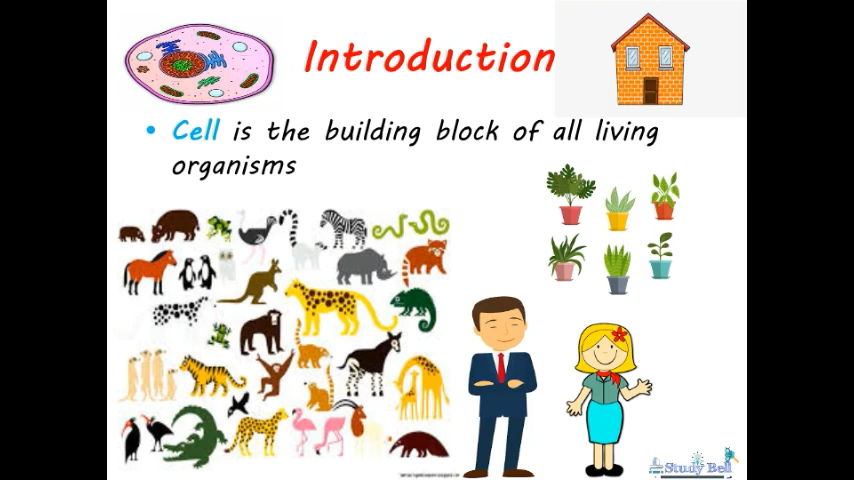 Introduction
• Cell is the building block of all living
organisms
Study Bell